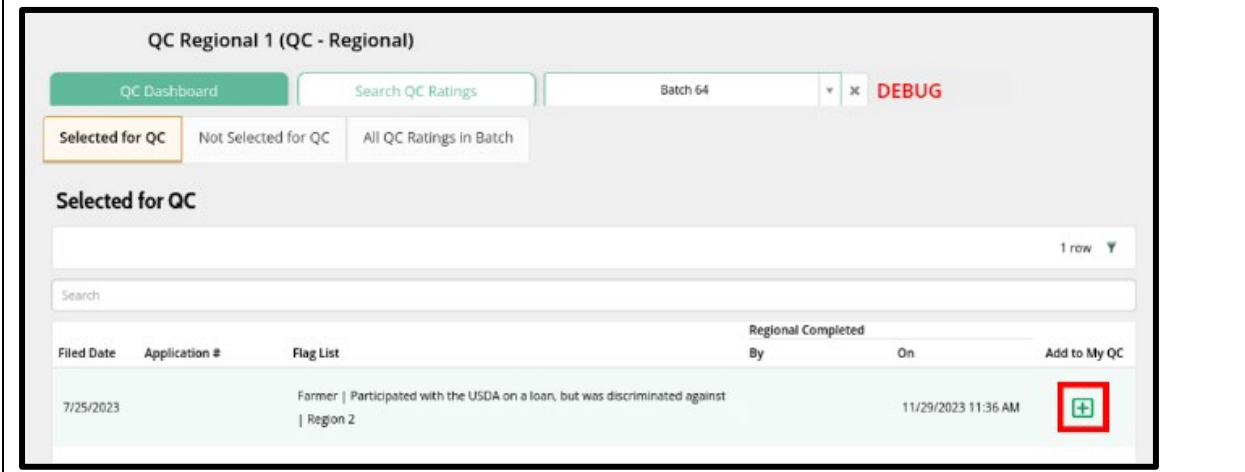 QC Regional 1 (QC - Regional)
QC Dashboard Search QC Ratings Batch 64 DEBUG
Selected for QC Not Selected for QC All QC Ratings in Batch
Selected for QC
1 row
Search
Regional Completed
Filed Date Application # Flag List By On Add to My QC
Farmer | Participated with the USDA on a loan, but was discriminated against
7/25/2023 11/29/2023 11:36 AM
| Region 2